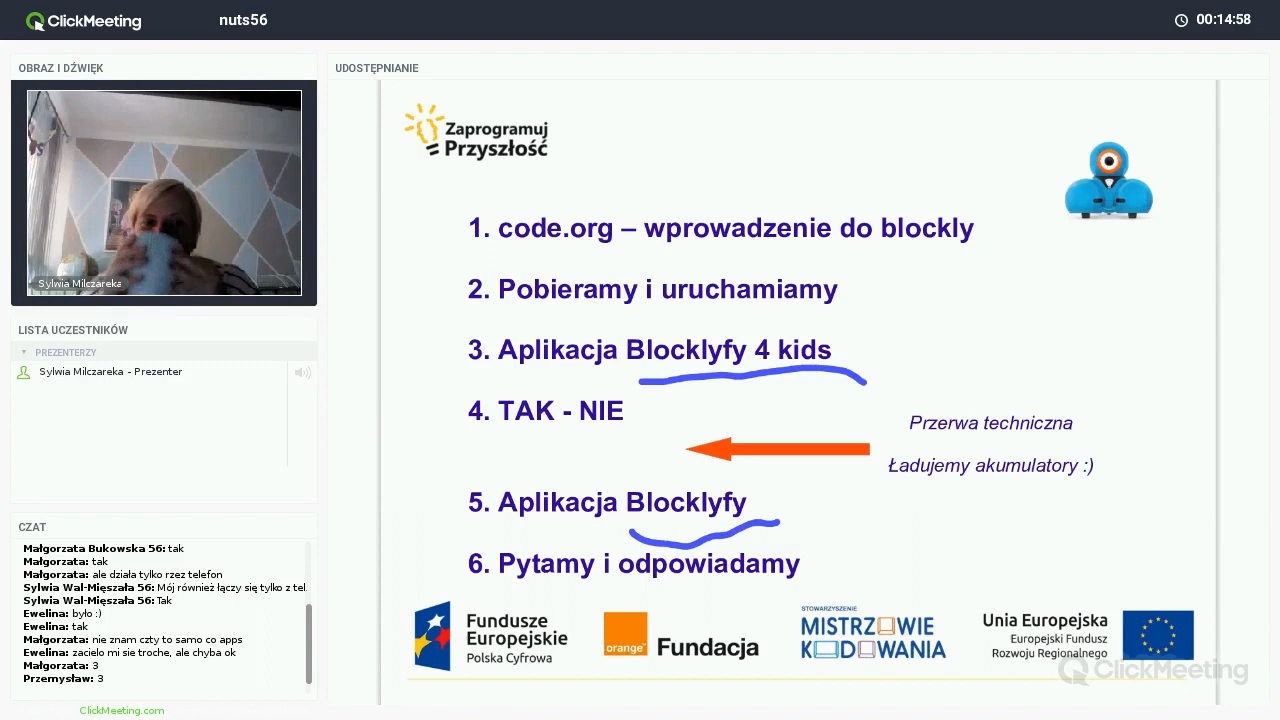 ClickMeeting
nuts56
00:14:58
OBRAZ I DŹWIĘK
Sylwia Milczareka
LISTA UCZESTNIKÓW
PREZENTERZY
Sylwia Milczareka - Prezenter
CZAT
Małgorzata Bukowska 56: tak
Małgorzata: tak
Małgorzata: ale działa tylko rzez telefon
Sylwia Wal-Mięszała 56: Mój również łączy się tylko z tel.
Sylwia Wal-Mięszała 56: Tak
Ewelina: było :)
Ewelina: tak
Małgorzata: nie znam czty to samo co apps
Ewelina: zacielo mi sie troche, ale chyba ok
Małgorzata: 3
Przemysław: 3
ClickMeeting.com
UDOSTĘPNIANIE
Zaprogramuj
Przyszłość
1. code.org – wprowadzenie do blockly
2. Pobieramy i uruchamiamy
3. Aplikacja Blocklyfy 4 kids
4. TAK - NIE
Przerwa techniczna
Ładujemy akumulatory :)
5. Aplikacja Blocklyfy
6. Pytamy i odpowiadamy
Fundusze
Europejskie
Polska Cyfrowa
orange
Fundacja
STOWARZYSZENIE
MISTRZOWIE
KODOWANIA
Unia Europejska
Europejski Fundusz
Rozwoju Regionalnego
ClickMeeting